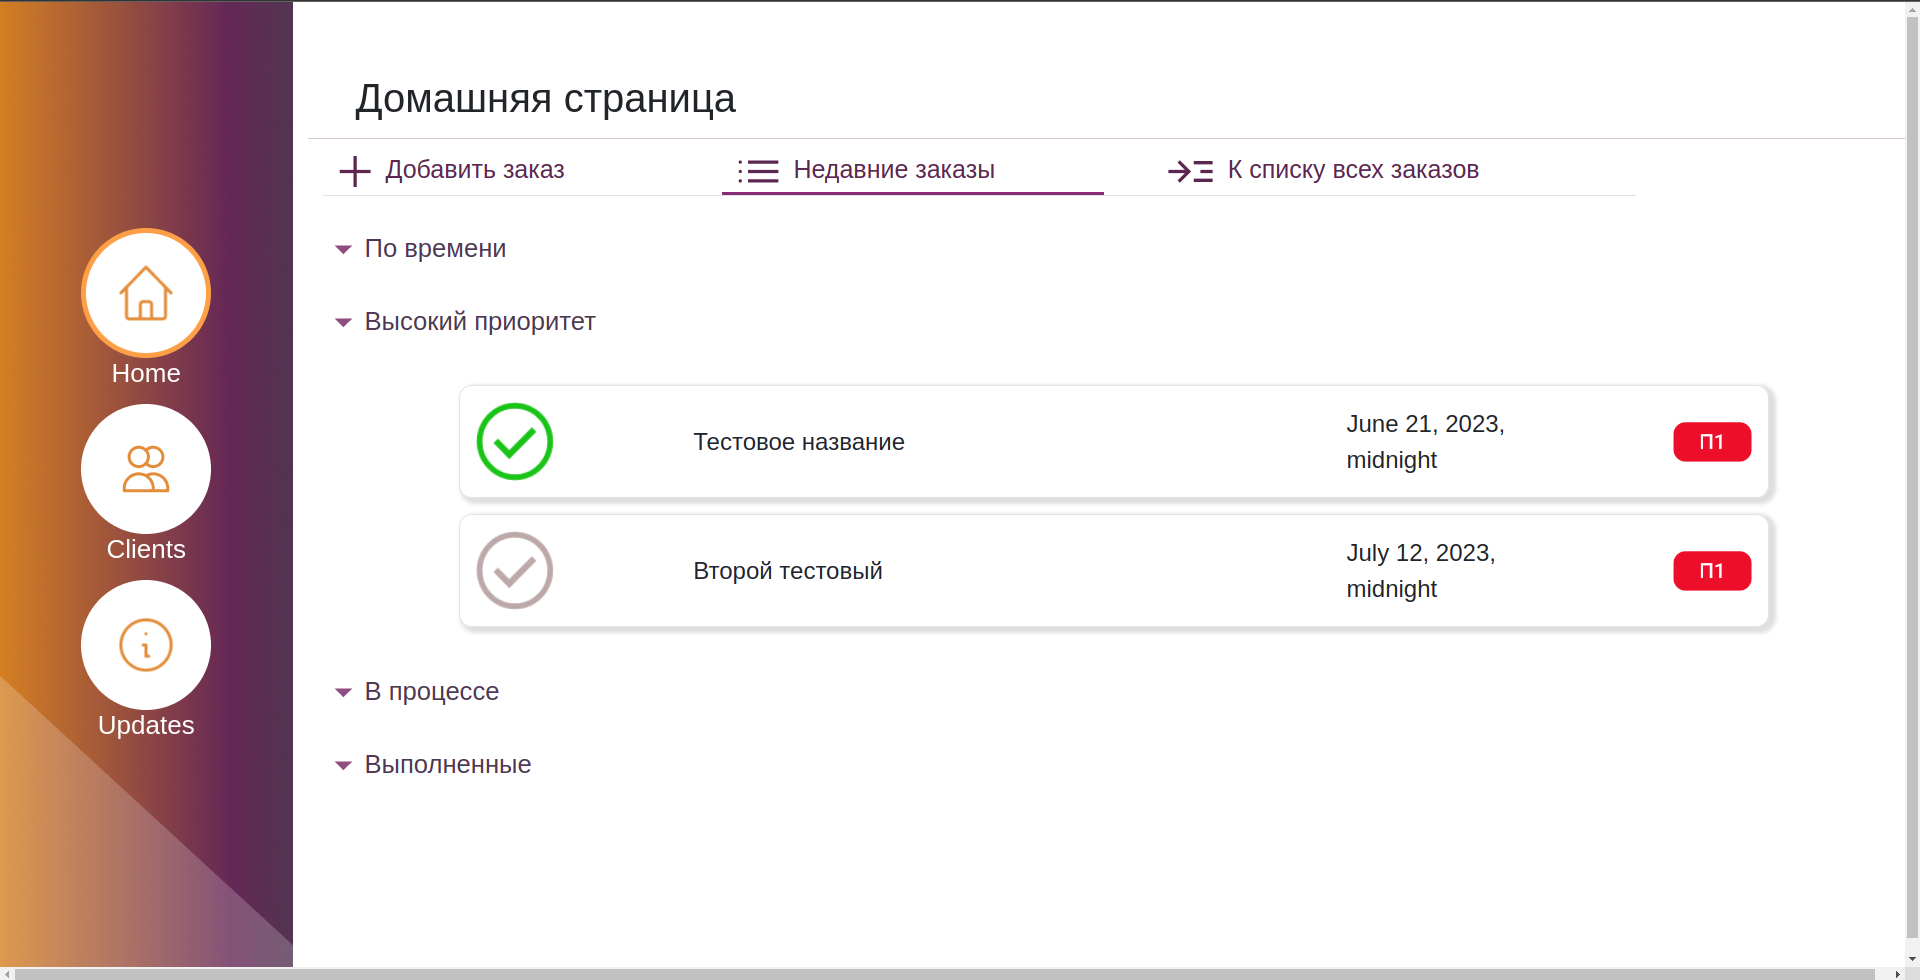 Домашняя страница
Добавить заказ
Недавние заказы
К списку всех заказов
По времени
Высокий приоритет
Тестовое название
June 21, 2023,
midnight
П1
Второй тестовый
July 12, 2023,
midnight
П1
В процессе
Выполненные
Home
Clients
Updates